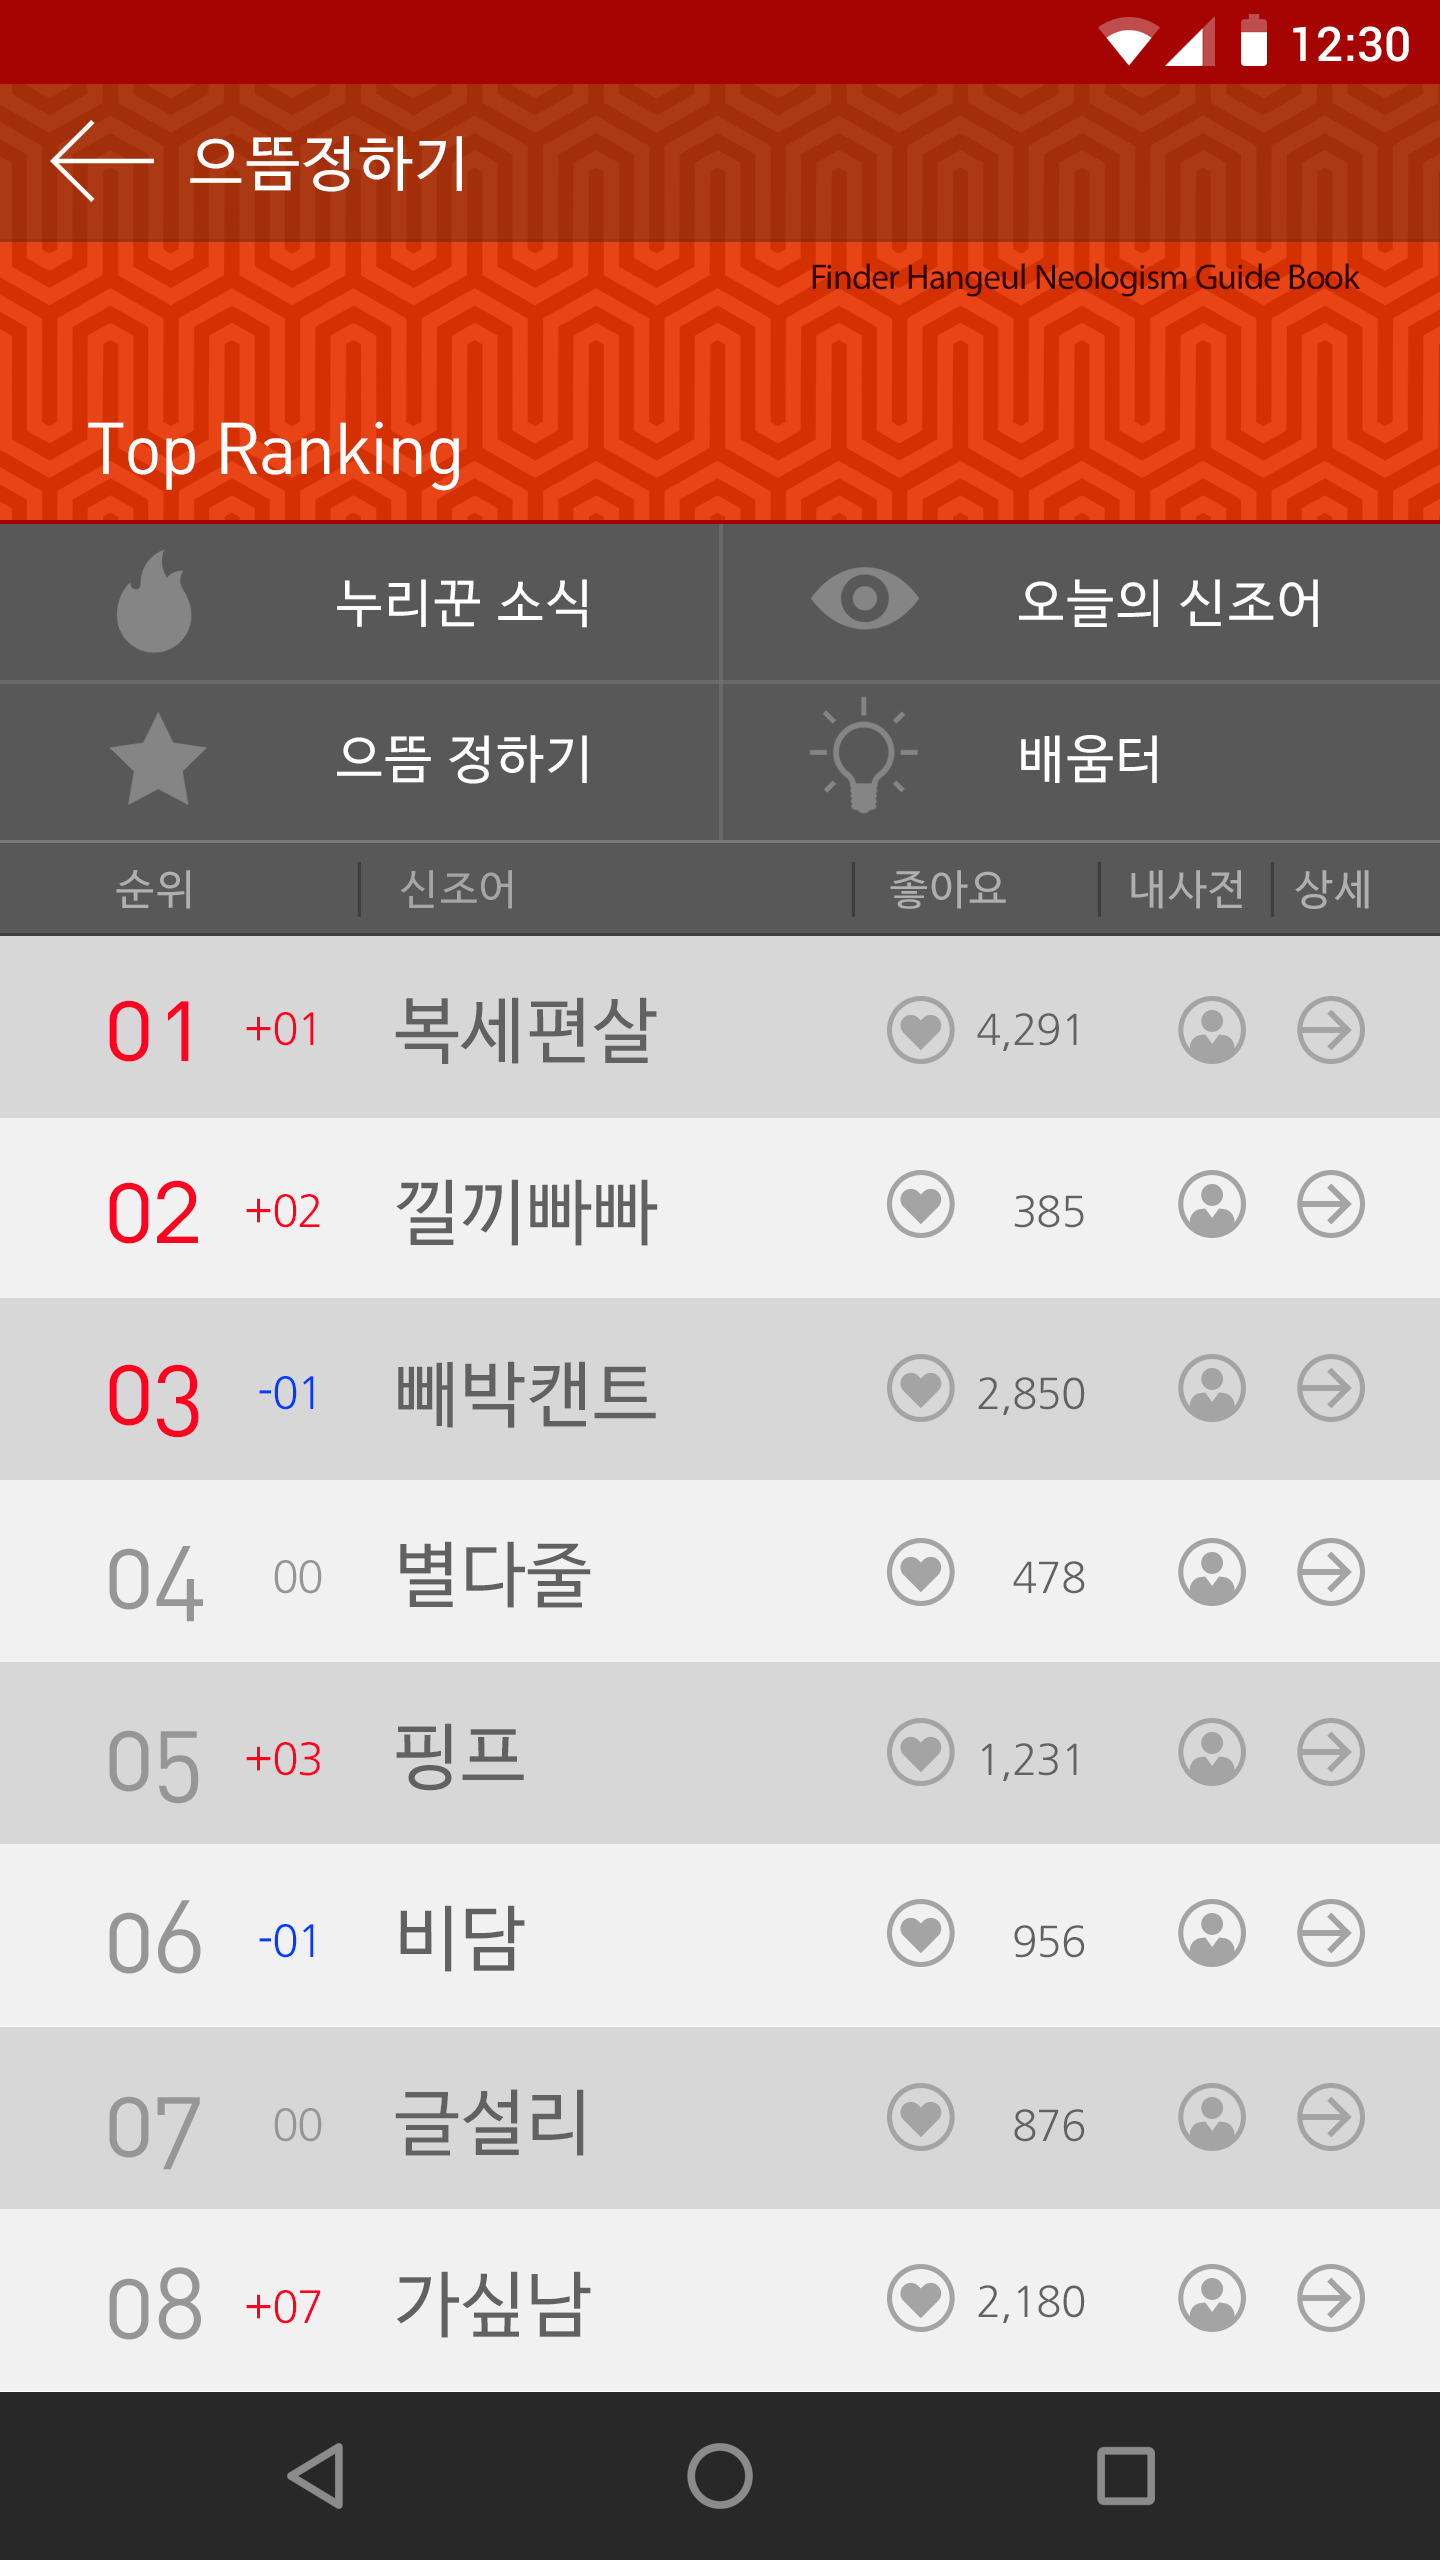 12:30
으뜸정하기
Finder Hangeul Neologism Guide Book
Top Ranking
누리꾼 소식
오늘의 신조어
으뜸 정하기
배움터
순위 신조어 좋아요 내사전 상세
01 +01 복세편살 4,291
02 +02 낄끼빠빠 385
03 -01 빼박캔트 2,850
04 00 별다줄 478
05 +03 핑프 1,231
06 -01 비담 956
07 00 글설리 876
08 +07 가싶남 2,180